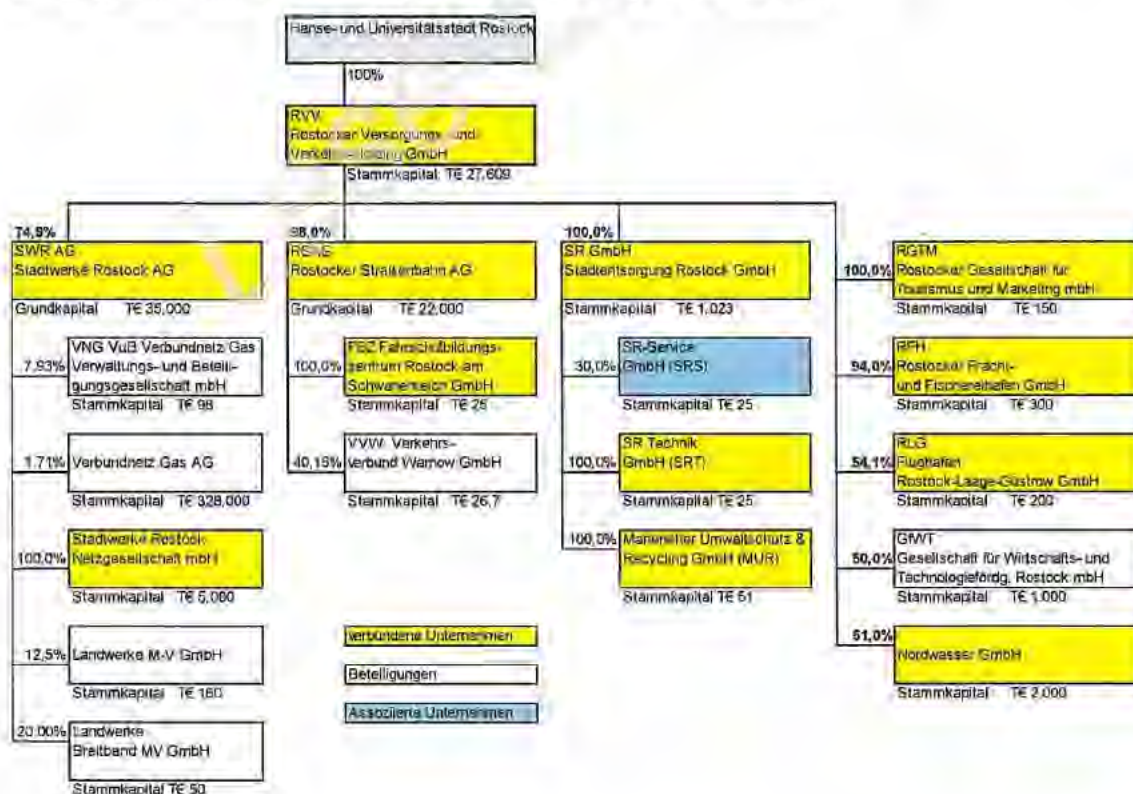 Hanse- und Universitätsstadt Rostock
100%
RVV
Rostocker Versorgungs- und
Verkehrs-Holding GmbH
Stammkapital: T€ 27.609
74,9%
SWR AG
Stadtwerke Rostock AG
Grundkapital T€ 35.000
7,93%
VNG VuB Verbundnetz Gas
Verwaltungs- und Beteili-
gungsgesellschaft mbH
Stammkapital T€ 98
1,71%
Verbundnetz Gas AG
Stammkapital T€ 328.000
100,0%
Stadtwerke Rostock
Netzgesellschaft mbH
Stammkapital T€ 5.000
12,5%
Landwerke M-V GmbH
Stammkapital T€ 160
20,00%
Landwerke
Breitband MV GmbH
Stammkapital T€ 50
98,0%
RSAG
Rostocker Straßenbahn AG
Grundkapital T€ 22.000
100,0%
FBZ Fahrschulbildungs-
zentrum Rostock am
Schwanenteich GmbH
Stammkapital T€ 26
40,15%
VVW Verkehrs-
verbund Warnow GmbH
Stammkapital T€ 26,7
100,0%
SR GmbH
Stadtentsorgung Rostock GmbH
Stammkapital T€ 1.023
30,0%
SR-Service
GmbH (SRS)
Stammkapital T€ 25
100,0%
SR Technik
GmbH (SRT)
Stammkapital T€ 25
100,0%
Marieneher Umweltschutz &
Recycling GmbH (MUR)
Stammkapital T€ 51
100,0%
RGTM
Rostocker Gesellschaft für
Tourismus und Marketing mbH
Stammkapital T€ 150
94,0%
RFH
Rostocker Fracht-
und Fischereihafen GmbH
Stammkapital T€ 300
54,1%
RLG
Flughafen
Rostock-Laage-Güstrow GmbH
Stammkapital T€ 200
50,0%
GfWT
Gesellschaft für Wirtschafts- und
Technologiefördg. Rostock mbH
Stammkapital T€ 1.000
51,0%
Nordwasser GmbH
Stammkapital T€ 2.000
verbundene Unternehmen
Beteiligungen
Assoziierte Unternehmen